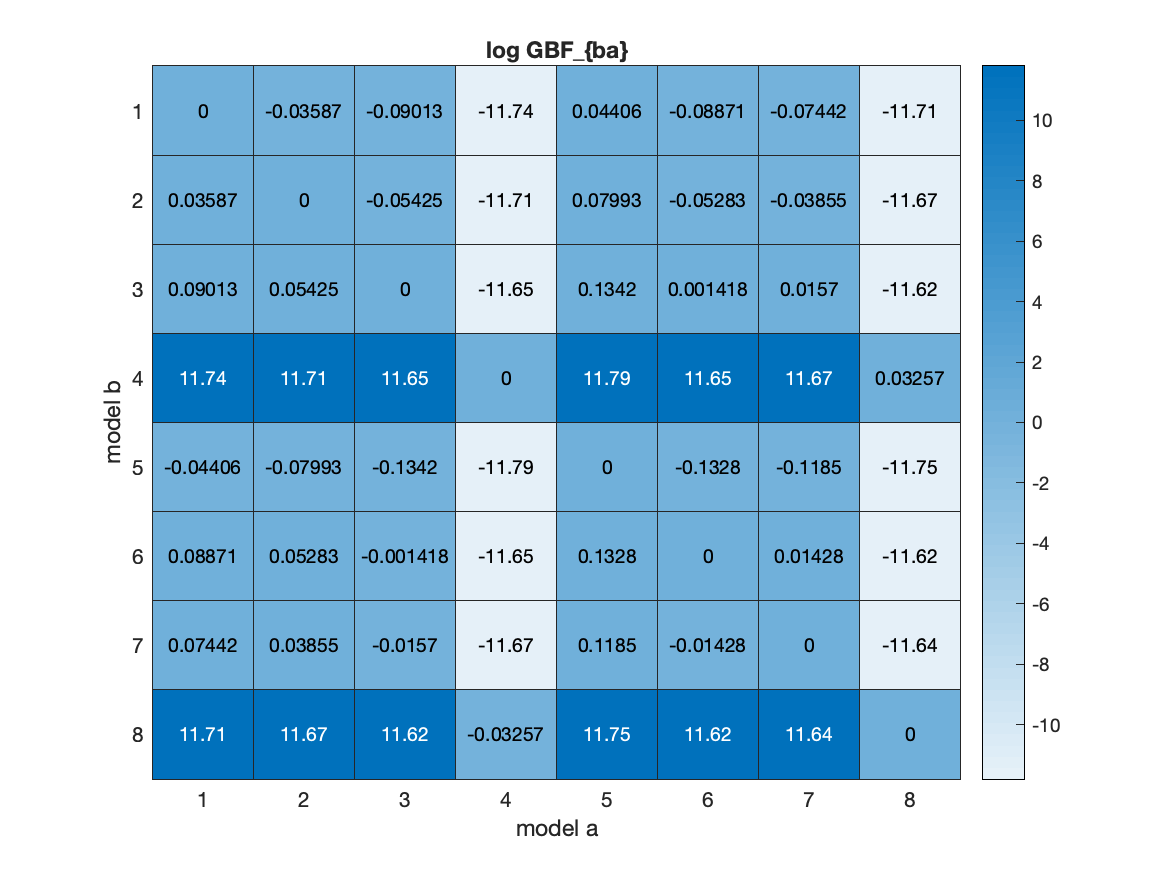 log GBF_{ba}
1 0 -0.03587 -0.09013 -11.74 0.04406 -0.08871 -0.07442 -11.71
2 0.03587 0 -0.05425 -11.71 0.07993 -0.05283 -0.03855 -11.67
3 0.09013 0.05425 0 -11.65 0.1342 0.001418 0.0157 -11.62
4 11.74 11.71 11.65 0 11.79 11.65 11.67 0.03257
5 -0.04406 -0.07993 -0.1342 -11.79 0 -0.1328 -0.1185 -11.75
6 0.08871 0.05283 -0.001418 -11.65 0.1328 0 0.01428 -11.62
7 0.07442 0.03855 -0.0157 -11.67 0.1185 -0.01428 0 -11.64
8 11.71 11.67 11.62 -0.03257 11.75 11.62 11.64 0
1 2 3 4 5 6 7 8
model a
model b
10
8
6
4
2
0
-2
-4
-6
-8
-10